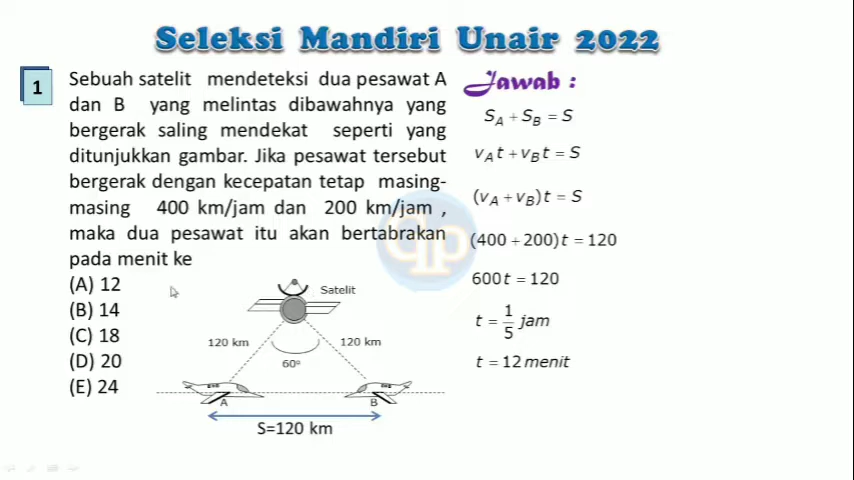 Seleksi Mandiri Unair 2022
1
Sebuah satelit mendeteksi dua pesawat A
dan B yang melintas dibawahnya yang
bergerak saling mendekat seperti yang
ditunjukkan gambar. Jika pesawat tersebut
bergerak dengan kecepatan tetap masing-
masing 400 km/jam dan 200 km/jam ,
maka dua pesawat itu akan bertabrakan
pada menit ke
(A) 12
(B) 14
(C) 18
(D) 20
(E) 24
Satelit
120 km
120 km
60°
A
B
S=120 km
Jawab :
S_A + S_B = S
v_A t + v_B t = S
(v_A + v_B) t = S
(400 + 200) t = 120
600t = 120
t = 1/5 jam
t = 12 menit